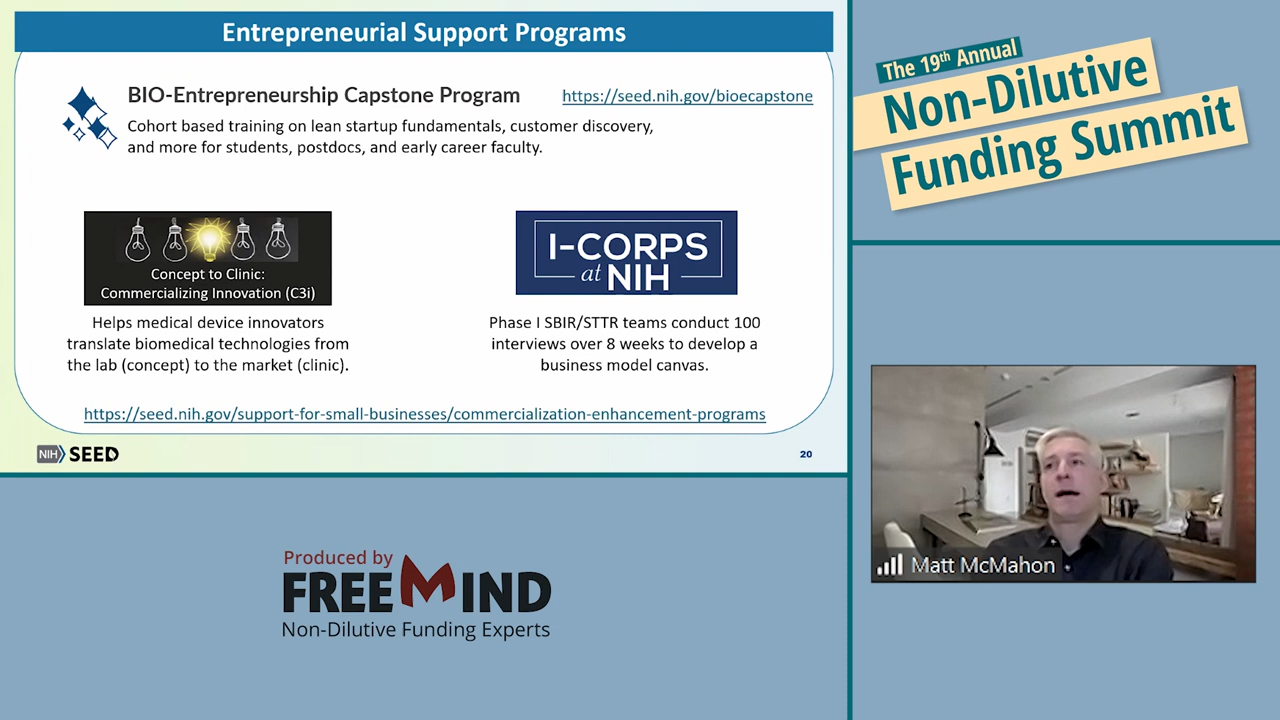 Entrepreneurial Support Programs
BIO-Entrepreneurship Capstone Program
https://seed.nih.gov/bioecapstone
Cohort based training on lean startup fundamentals, customer discovery,
and more for students, postdocs, and early career faculty.
Concept to Clinic:
Commercializing Innovation (C3i)
Helps medical device innovators
translate biomedical technologies from
the lab (concept) to the market (clinic).
I-CORPS
at NIH
Phase I SBIR/STTR teams conduct 100
interviews over 8 weeks to develop a
business model canvas.
https://seed.nih.gov/support-for-small-businesses/commercialization-enhancement-programs
NIH SEED
20
The 19th Annual
Non-Dilutive
Funding Summit
Matt McMahon
Produced by
FREEMIND
Non-Dilutive Funding Experts